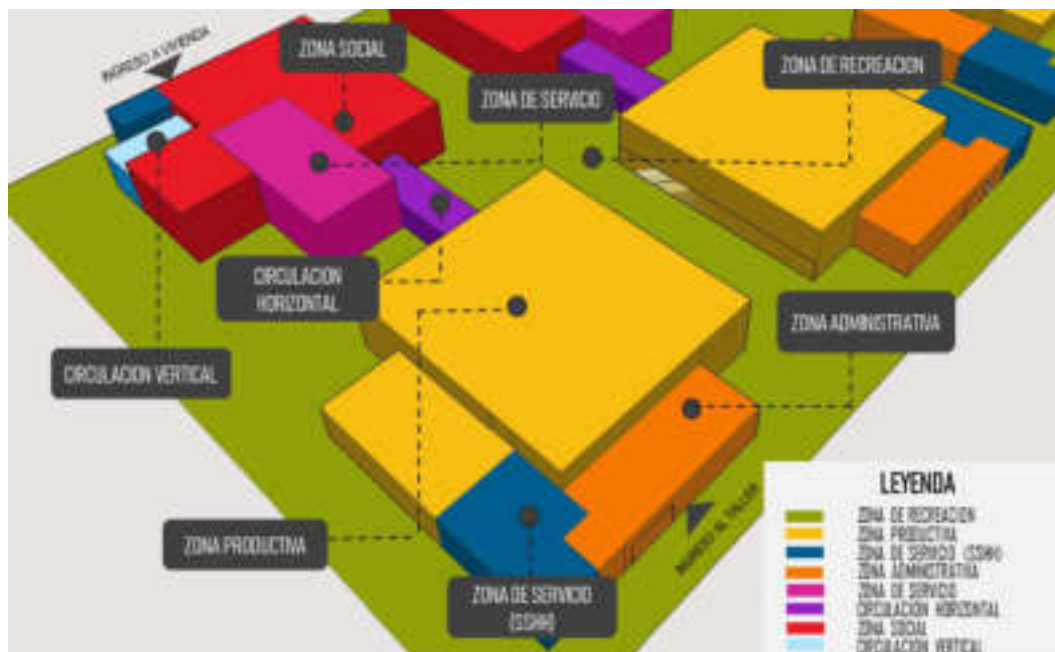 INGRESO A VIVIENDA
ZONA SOCIAL
ZONA DE SERVICIO
ZONA DE RECREACION
CIRCULACION
HORIZONTAL
ZONA ADMINISTRATIVA
CIRCULACION VERTICAL
ZONA PRODUCTIVA
ZONA DE SERVICIO
(SSHH)
INGRESO AL TALLER
LEYENDA
ZONA DE RECREACION
ZONA PRODUCTIVA
ZONA DE SERVICIO (SSHH)
ZONA ADMINISTRATIVA
ZONA DE SERVICIO
CIRCULACION HORIZONTAL
ZONA SOCIAL
CIRCULACION VERTICAL